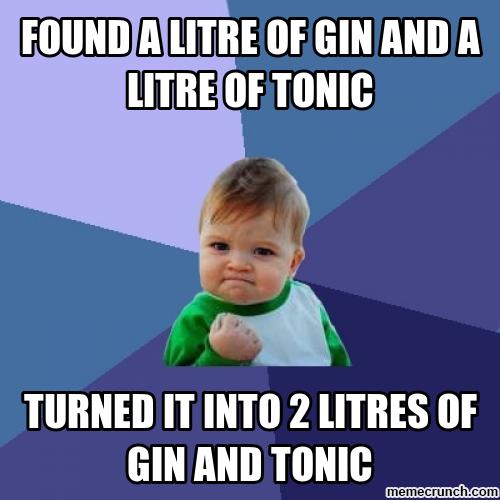 FOUND A LITRE OF GIN AND A
LITRE OF TONIC
TURNED IT INTO 2 LITRES OF
GIN AND TONIC
memecrunch.com